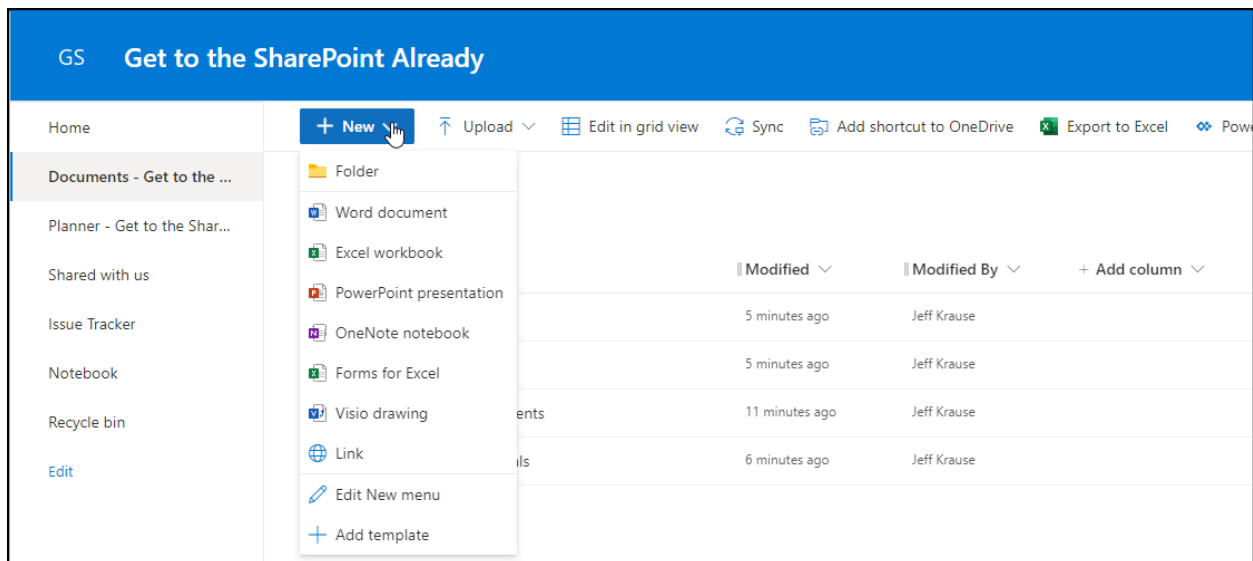 GS Get to the SharePoint Already
Home
Documents - Get to the ...
Planner - Get to the Shar...
Shared with us
Issue Tracker
Notebook
Recycle bin
Edit
+ New Upload Edit in grid view Sync Add shortcut to OneDrive Export to Excel Powe
Folder
Word document
Excel workbook
PowerPoint presentation
OneNote notebook
Forms for Excel
Visio drawing
Link
Edit New menu
Add template
Modified Modified By + Add column
5 minutes ago Jeff Krause
5 minutes ago Jeff Krause
ents 11 minutes ago Jeff Krause
ls 6 minutes ago Jeff Krause